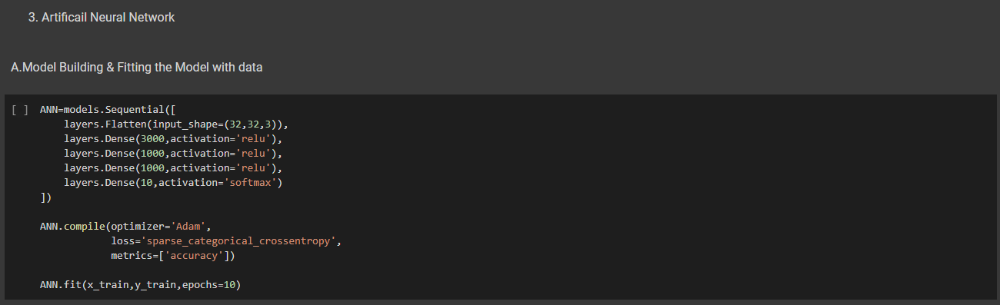 3. Artificail Neural Network
A.Model Building & Fitting the Model with data
[ ] ANN=models.Sequential([
layers.Flatten(input_shape=(32,32,3)),
layers.Dense(3000,activation='relu'),
layers.Dense(1000,activation='relu'),
layers.Dense(1000,activation='relu'),
layers.Dense(10,activation='softmax')
])
ANN.compile(optimizer='Adam',
loss='sparse_categorical_crossentropy',
metrics=['accuracy'])
ANN.fit(x_train,y_train,epochs=10)